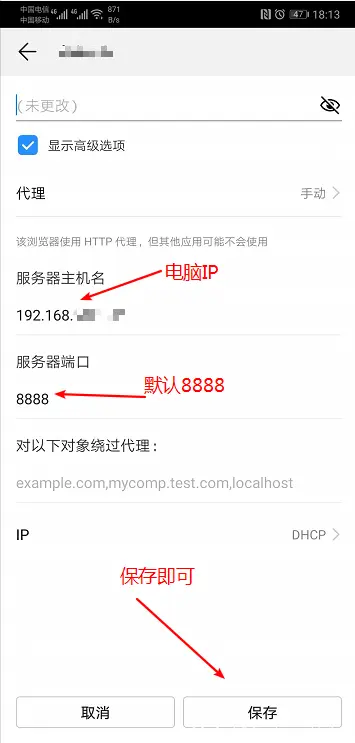 中国电信 4G 4G 871 B/s 47 18:13
中国移动
(未更改)
显示高级选项
代理 手动
该浏览器使用 HTTP 代理，但其他应用可能不会使用
服务器主机名
电脑IP
192.168.
服务器端口
默认8888
8888
对以下对象绕过代理：
example.com,mycomp.test.com,localhost
IP DHCP
保存即可
取消 保存